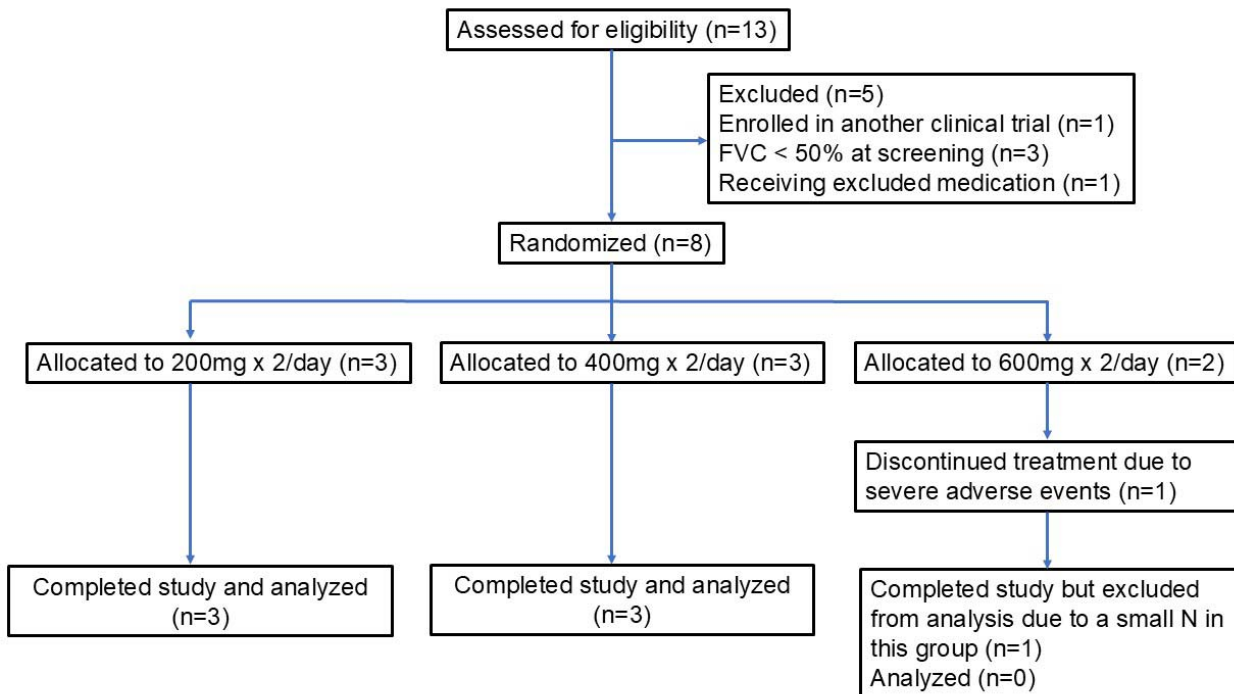 Assessed for eligibility (n=13)
Excluded (n=5)
Enrolled in another clinical trial (n=1)
FVC < 50% at screening (n=3)
Receiving excluded medication (n=1)
Randomized (n=8)
Allocated to 200mg x 2/day (n=3)
Allocated to 400mg x 2/day (n=3)
Allocated to 600mg x 2/day (n=2)
Discontinued treatment due to
severe adverse events (n=1)
Completed study and analyzed
(n=3)
Completed study and analyzed
(n=3)
Completed study but excluded
from analysis due to a small N in
this group (n=1)
Analyzed (n=0)